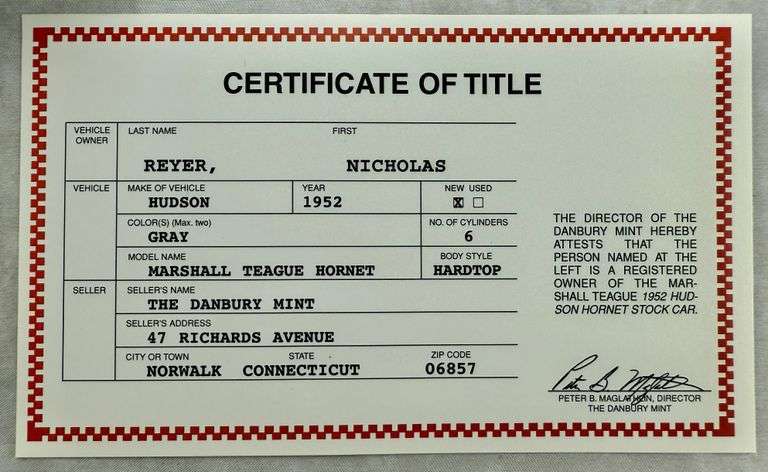 CERTIFICATE OF TITLE
VEHICLE OWNER
LAST NAME FIRST
REYER, NICHOLAS
VEHICLE
MAKE OF VEHICLE YEAR NEW USED
HUDSON 1952 X
COLOR(S) (Max. two) NO. OF CYLINDERS
GRAY 6
MODEL NAME BODY STYLE
MARSHALL TEAGUE HORNET HARDTOP
SELLER
SELLER'S NAME
THE DANBURY MINT
SELLER'S ADDRESS
47 RICHARDS AVENUE
CITY OR TOWN STATE ZIP CODE
NORWALK CONNECTICUT 06857
THE DIRECTOR OF THE
DANBURY MINT HEREBY
ATTESTS THAT THE
PERSON NAMED AT THE
LEFT IS A REGISTERED
OWNER OF THE MAR-
SHALL TEAGUE 1952 HUD-
SON HORNET STOCK CAR.
Peter B. Maglathlin
PETER B. MAGLATHLIN, DIRECTOR
THE DANBURY MINT